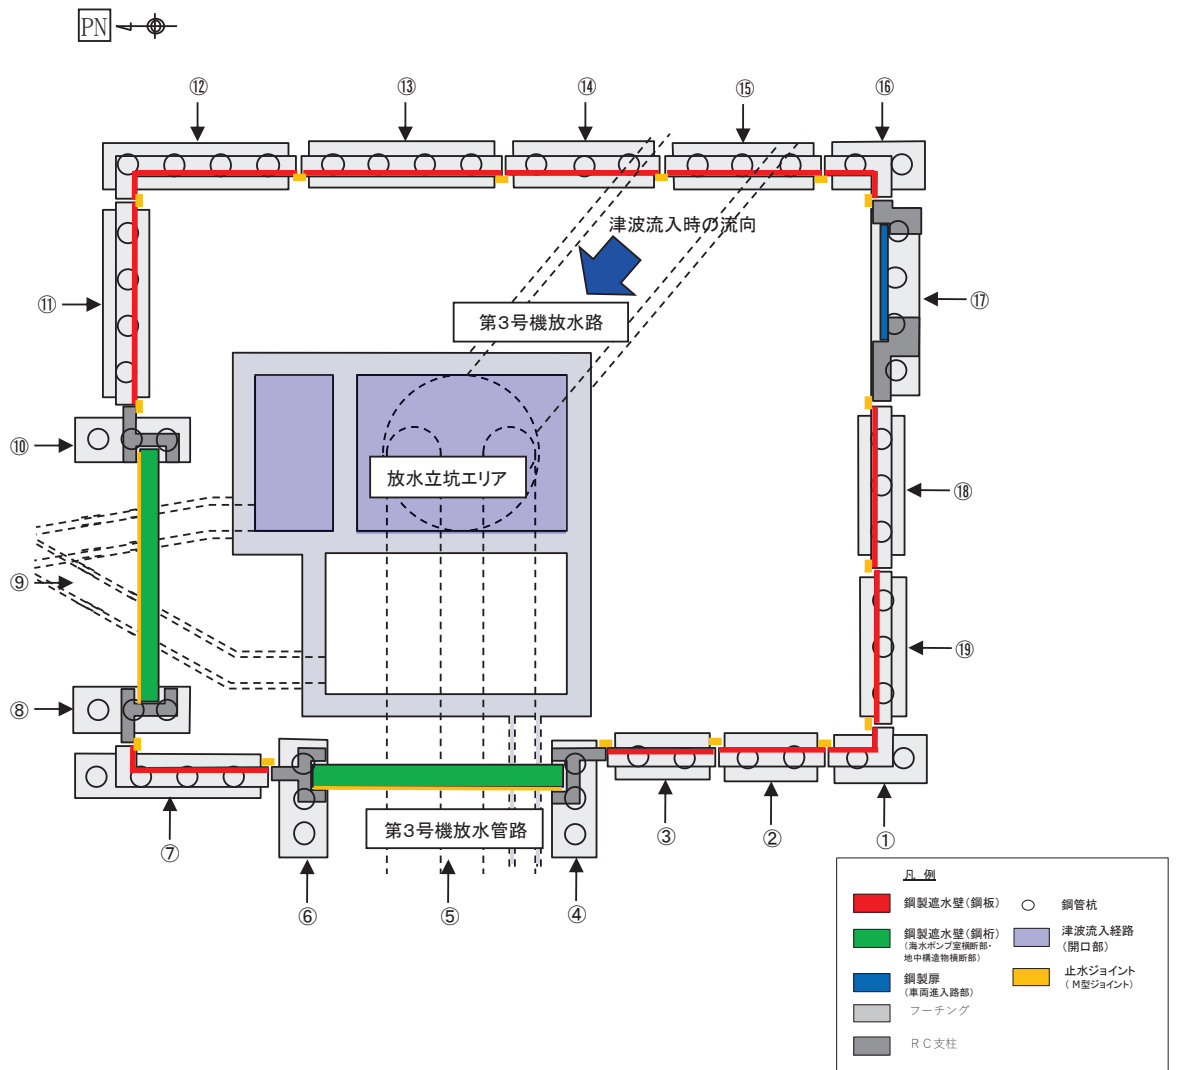 PN
⑫
⑬
⑭
⑮
⑯
津波流入時の流向
⑪
⑰
第3号機放水路
⑩
放水立坑エリア
⑱
⑨
⑲
⑧
⑦
第3号機放水管路
③
②
①
⑥
⑤
④
凡 例
鋼製遮水壁(鋼板)
鋼管杭
鋼製遮水壁(鋼桁)
(海水ポンプ室横断部・
地中構造物横断部)
津波流入経路
(開口部)
鋼製扉
(車両進入路部)
止水ジョイント
(M型ジョイント)
フーチング
RC支柱